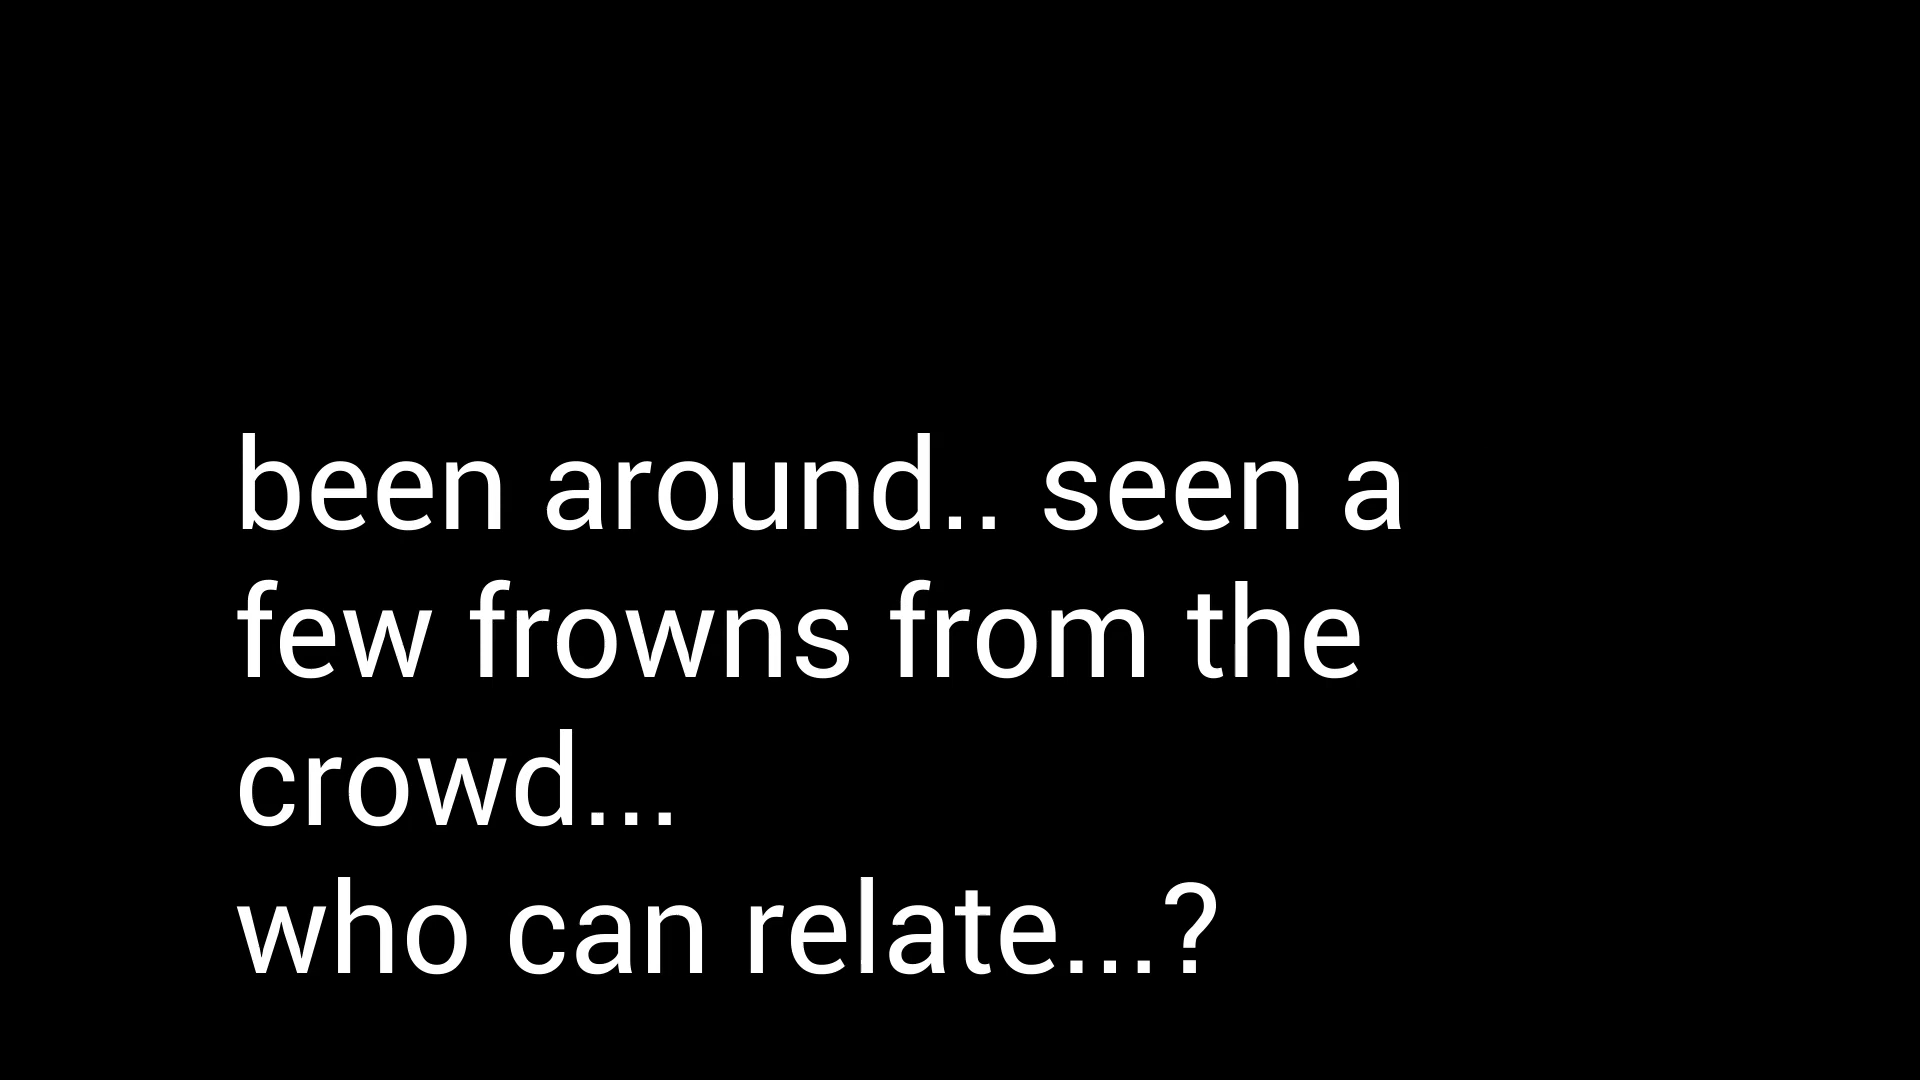 been around.. seen a
few frowns from the
crowd...
who can relate...?